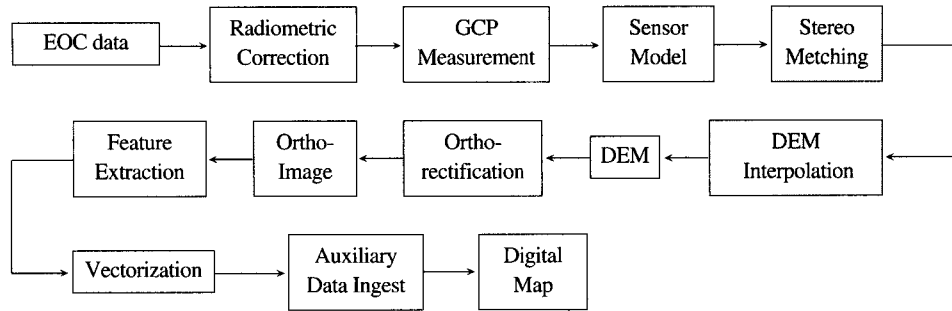 EOC data
Radiometric
Correction
GCP
Measurement
Sensor
Model
Stereo
Metching
DEM
Interpolation
DEM
Ortho-
rectification
Ortho-
Image
Feature
Extraction
Vectorization
Auxiliary
Data Ingest
Digital
Map